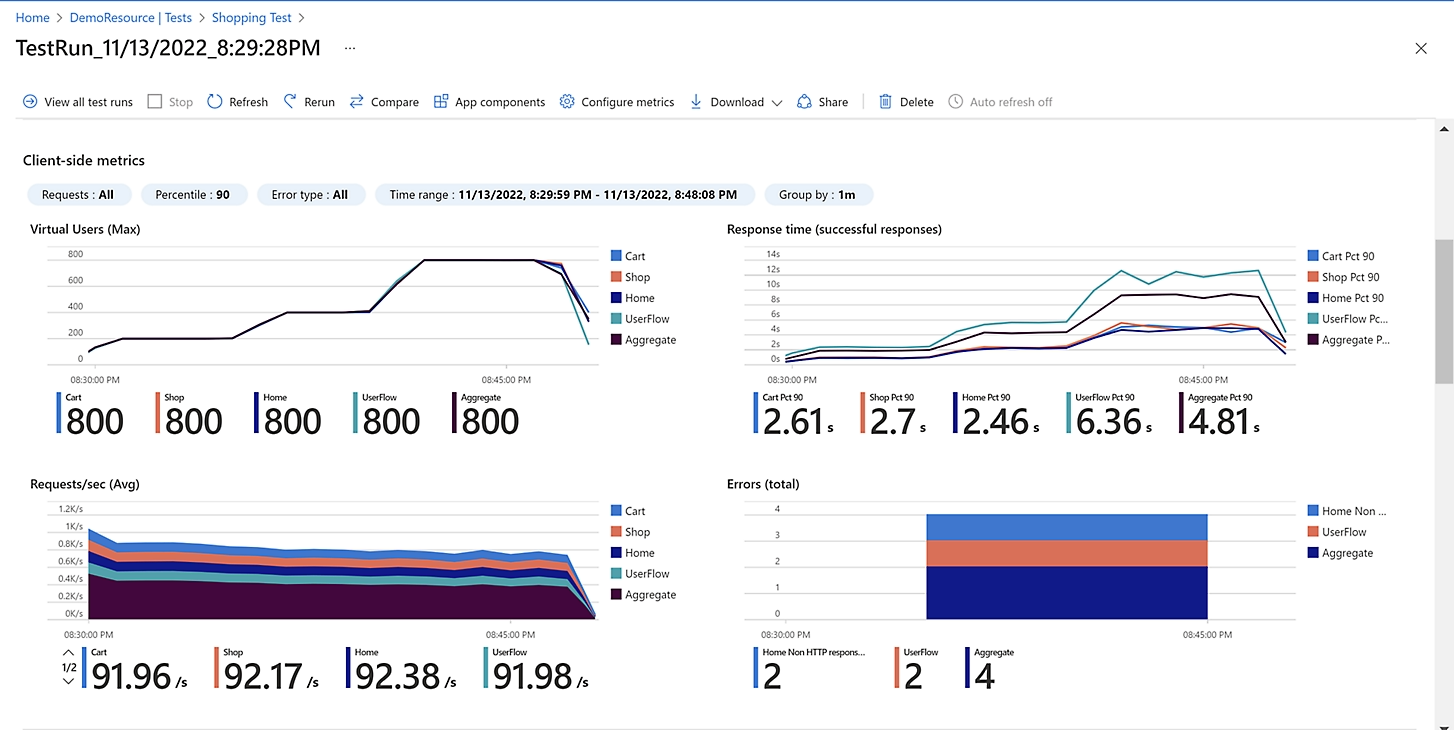 Home > DemoResource | Tests > Shopping Test >
TestRun_11/13/2022_8:29:28PM ...
View all test runs Stop Refresh Rerun Compare App components Configure metrics Download Share Delete Auto refresh off
Client-side metrics
Requests : All Percentile : 90 Error type : All Time range : 11/13/2022, 8:29:59 PM - 11/13/2022, 8:48:08 PM Group by : 1m
Virtual Users (Max)
800
600
400
200
0
08:30:00 PM 08:45:00 PM
Cart
Shop
Home
UserFlow
Aggregate
Cart Shop Home UserFlow Aggregate
800 800 800 800 800
Response time (successful responses)
14s
12s
10s
8s
6s
4s
2s
0s
08:30:00 PM 08:45:00 PM
Cart Pct 90
Shop Pct 90
Home Pct 90
UserFlow Pc...
Aggregate P...
Cart Pct 90 Shop Pct 90 Home Pct 90 UserFlow Pct 90 Aggregate Pct 90
2.61 s 2.7 s 2.46 s 6.36 s 4.81 s
Requests/sec (Avg)
1.2K/s
1K/s
0.8K/s
0.6K/s
0.4K/s
0.2K/s
0K/s
08:30:00 PM 08:45:00 PM
Cart
Shop
Home
UserFlow
Aggregate
1/2
Cart Shop Home UserFlow
91.96 /s 92.17 /s 92.38 /s 91.98 /s
Errors (total)
4
3
2
1
0
08:30:00 PM 08:45:00 PM
Home Non ...
UserFlow
Aggregate
Home Non HTTP respons... UserFlow Aggregate
2 2 4